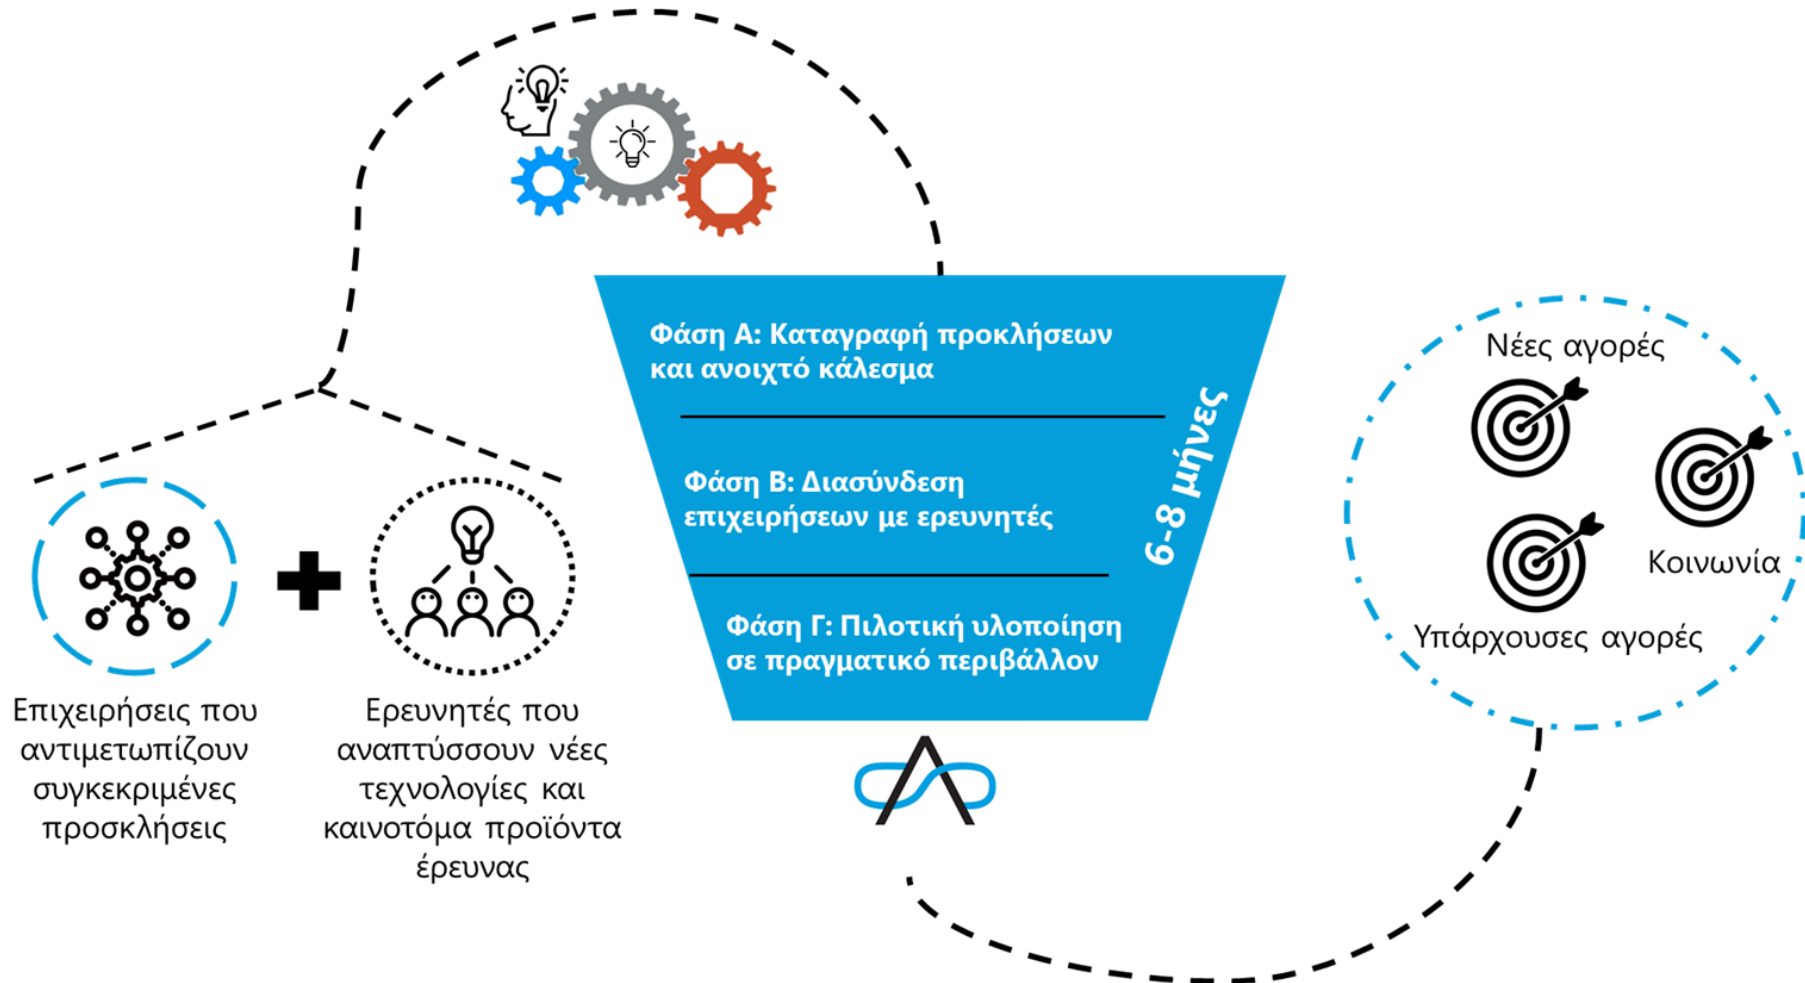 Φάση Α: Καταγραφή προκλήσεων
και ανοιχτό κάλεσμα
Φάση Β: Διασύνδεση
επιχειρήσεων με ερευνητές
Φάση Γ: Πιλοτική υλοποίηση
σε πραγματικό περιβάλλον
6-8 μήνες
Επιχειρήσεις που
αντιμετωπίζουν
συγκεκριμένες
προσκλήσεις
Ερευνητές που
αναπτύσσουν νέες
τεχνολογίες και
καινοτόμα προϊόντα
έρευνας
Νέες αγορές
Κοινωνία
Υπάρχουσες αγορές